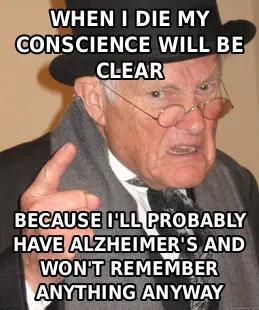 WHEN I DIE MY
CONSCIENCE WILL BE
CLEAR
BECAUSE I'LL PROBABLY
HAVE ALZHEIMER'S AND
WON'T REMEMBER
ANYTHING ANYWAY